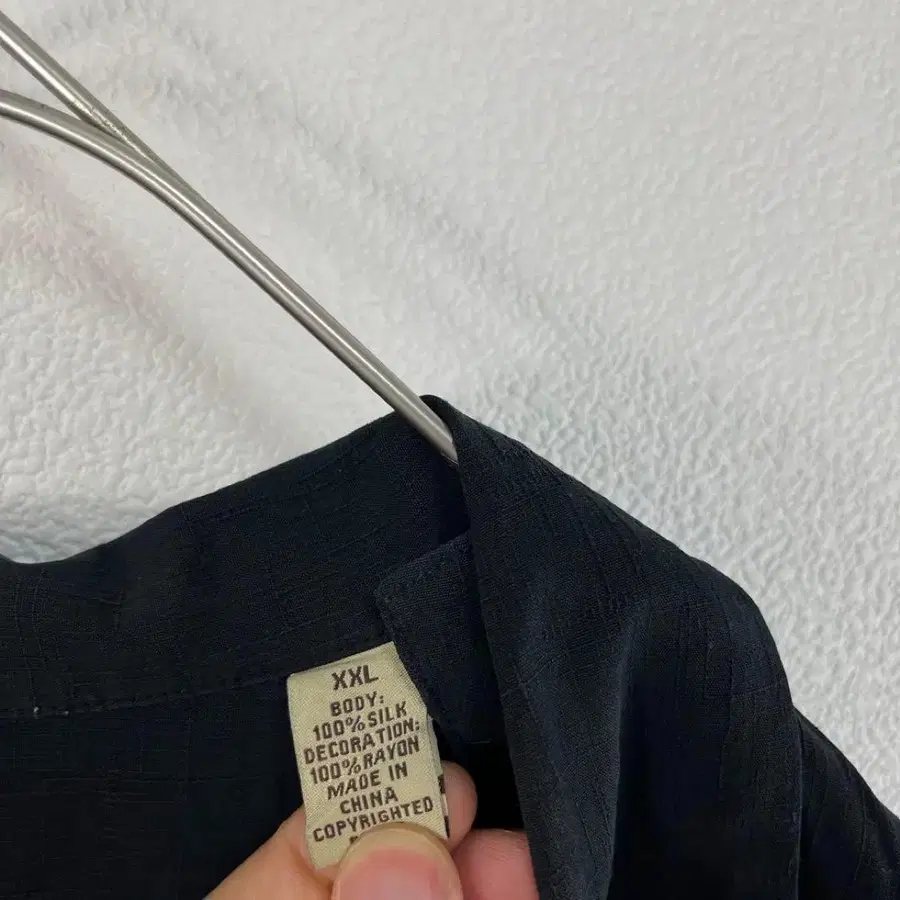 XXL
BODY:
100%SILK
DECORATION:
100%RAYON
MADE IN
CHINA
COPYRIGHTED